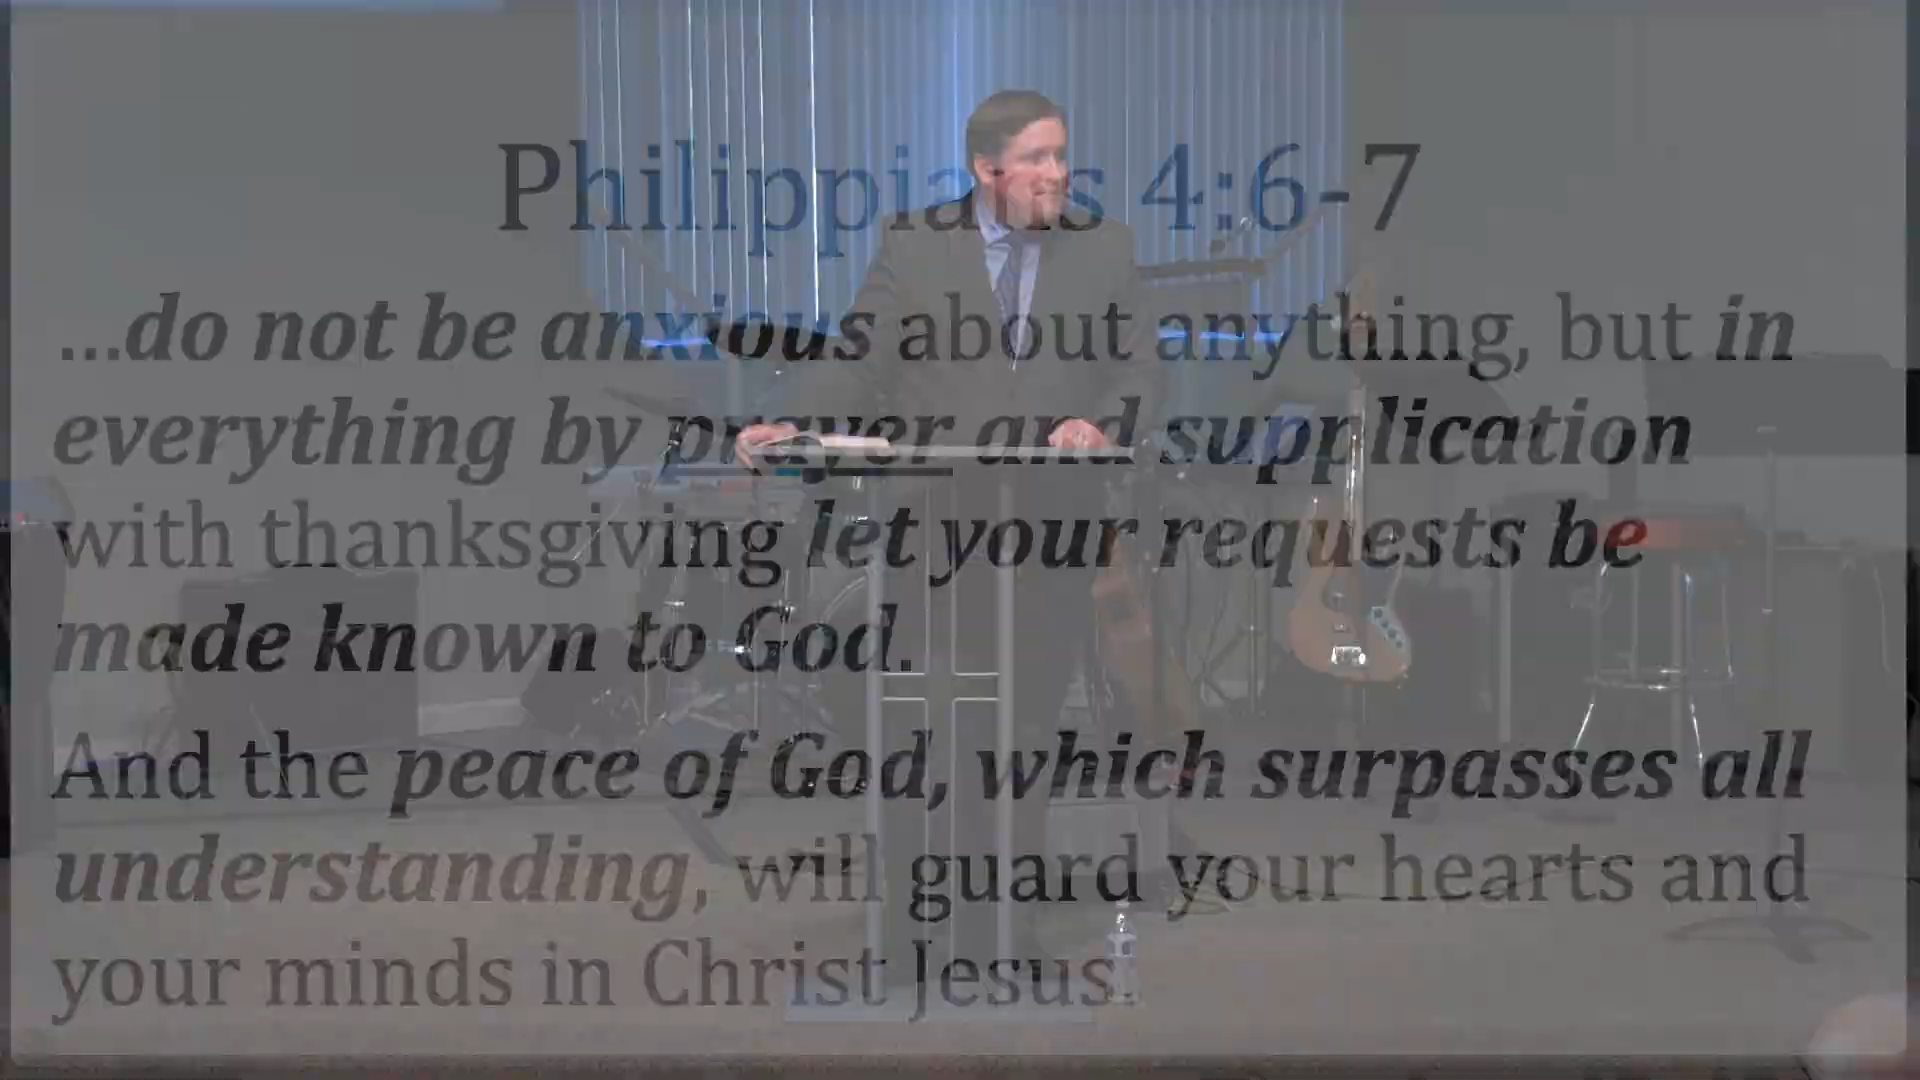 Philippians 4:6-7
...do not be anxious about anything, but in
everything by prayer and supplication
with thanksgiving let your requests be
made known to God.
And the peace of God, which surpasses all
understanding, will guard your hearts and
your minds in Christ Jesus.